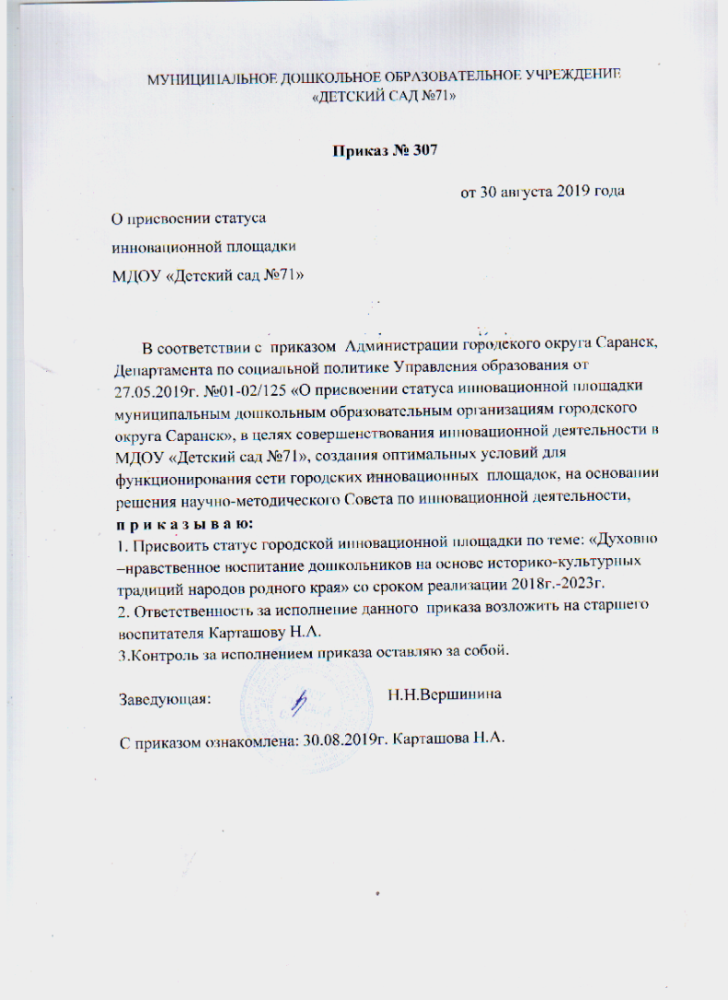 МУНИЦИПАЛЬНОЕ ДОШКОЛЬНОЕ ОБРАЗОВАТЕЛЬНОЕ УЧРЕЖДЕНИЕ
«ДЕТСКИЙ САД №71»
Приказ № 307
от 30 августа 2019 года
О присвоении статуса
инновационной площадки
МДОУ «Детский сад №71»
В соответствии с приказом Администрации городского округа Саранск,
Департамента по социальной политике Управления образования от
27.05.2019г. №01-02/125 «О присвоении статуса инновационной площадки
муниципальным дошкольным образовательным организациям городского
округа Саранск», в целях совершенствования инновационной деятельности в
МДОУ «Детский сад №71», создания оптимальных условий для
функционирования сети городских инновационных площадок, на основании
решения научно-методического Совета по инновационной деятельности,
п р и к а з ы в а ю:
1. Присвоить статус городской инновационной площадки по теме: «Духовно
–нравственное воспитание дошкольников на основе историко-культурных
традиций народов родного края» со сроком реализации 2018г.-2023г.
2. Ответственность за исполнение данного приказа возложить на старшего
воспитателя Карташову Н.А.
3.Контроль за исполнением приказа оставляю за собой.
Заведующая: Н.Н.Вершинина
С приказом ознакомлена: 30.08.2019г. Карташова Н.А.